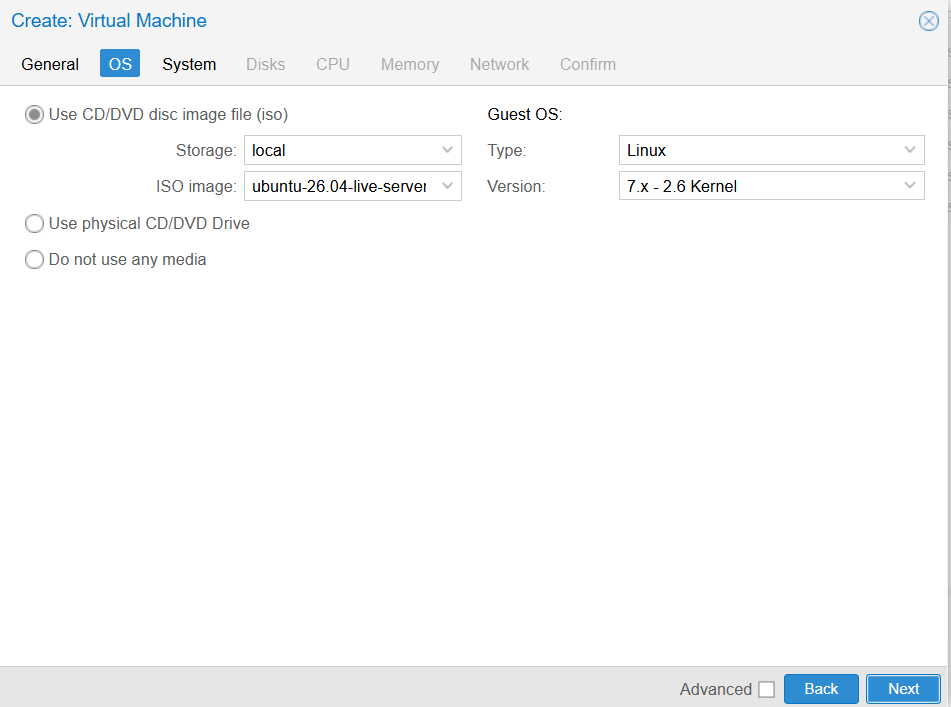 Create: Virtual Machine
General OS System Disks CPU Memory Network Confirm
Use CD/DVD disc image file (iso) Guest OS:
Storage: local Type: Linux
ISO image: ubuntu-26.04-live-server Version: 7.x - 2.6 Kernel
Use physical CD/DVD Drive
Do not use any media
Advanced Back Next